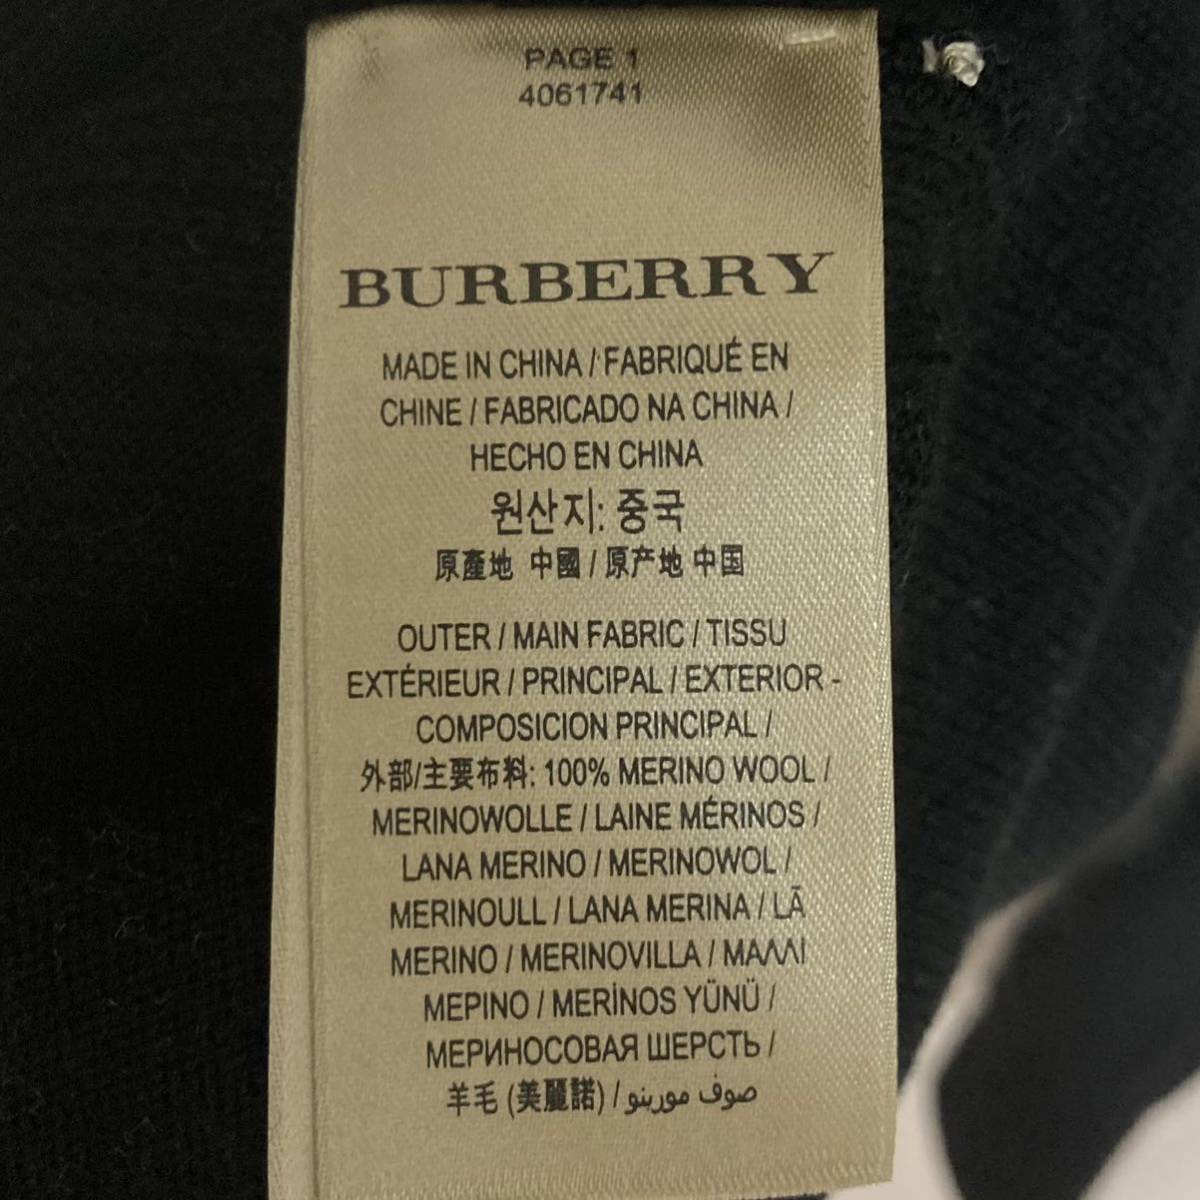 PAGE 1
4061741
BURBERRY
MADE IN CHINA / FABRIQUÉ EN
CHINE / FABRICADO NA CHINA /
HECHO EN CHINA
원산지: 중국
原產地 中國 / 原产地 中国
OUTER / MAIN FABRIC / TISSU
EXTÉRIEUR / PRINCIPAL / EXTERIOR -
COMPOSICION PRINCIPAL /
外部/主要布料: 100% MERINO WOOL /
MERINOWOLLE / LAINE MÉRINOS /
LANA MERINO / MERINOWOL /
MERINOULL / LANA MERINA / LÃ
MERINO / MERINOVILLA / ΜΑΛΛΙ
ΜΕΡΙΝΟ / MERİNOS YÜNÜ /
МЕРИНОСОВАЯ ШЕРСТЬ /
羊毛 (美麗諾) / صوف مورينو